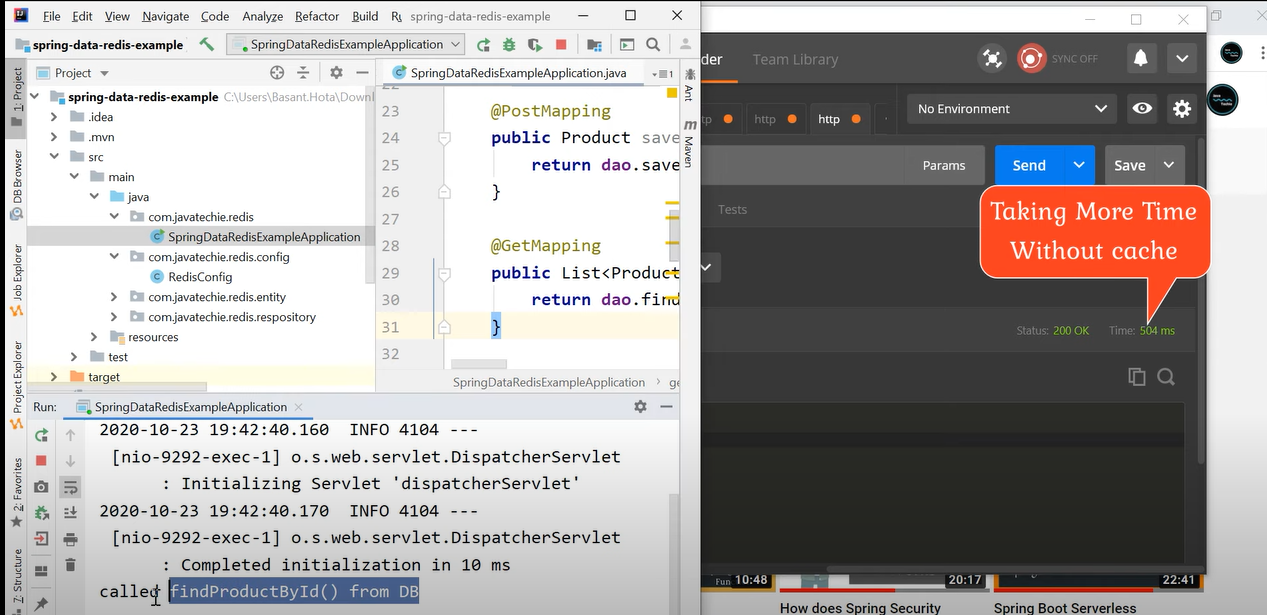 File Edit View Navigate Code Analyze Refactor Build spring-data-redis-example
spring-data-redis-example
SpringDataRedisExampleApplication
1: Project
DB Browser
Job Explorer
Project Explorer
2: Favorites
7: Structure
Project
spring-data-redis-example C:\Users\Basant.Hota\Downl
.idea
.mvn
src
main
java
com.javatechie.redis
SpringDataRedisExampleApplication
com.javatechie.redis.config
RedisConfig
com.javatechie.redis.entity
com.javatechie.redis.respository
resources
test
target
SpringDataRedisExampleApplication.java
1
23 @PostMapping
24 public Product save
25 return dao.save
26 }
27
28 @GetMapping
29 public List<Product
30 return dao.find
31 }
32
SpringDataRedisExampleApplication ge
Ant
m Maven
Run: SpringDataRedisExampleApplication
2020-10-23 19:42:40.160 INFO 4104 ---
[nio-9292-exec-1] o.s.web.servlet.DispatcherServlet
: Initializing Servlet 'dispatcherServlet'
2020-10-23 19:42:40.170 INFO 4104 ---
[nio-9292-exec-1] o.s.web.servlet.DispatcherServlet
: Completed initialization in 10 ms
called findProductById() from DB
der Team Library
SYNC OFF
tp http http
No Environment
Params Send Save
Tests
Taking More Time
Without cache
Status: 200 OK Time: 504 ms
Fun 10:48 20:17 22:41
How does Spring Security
Spring Boot Serverless